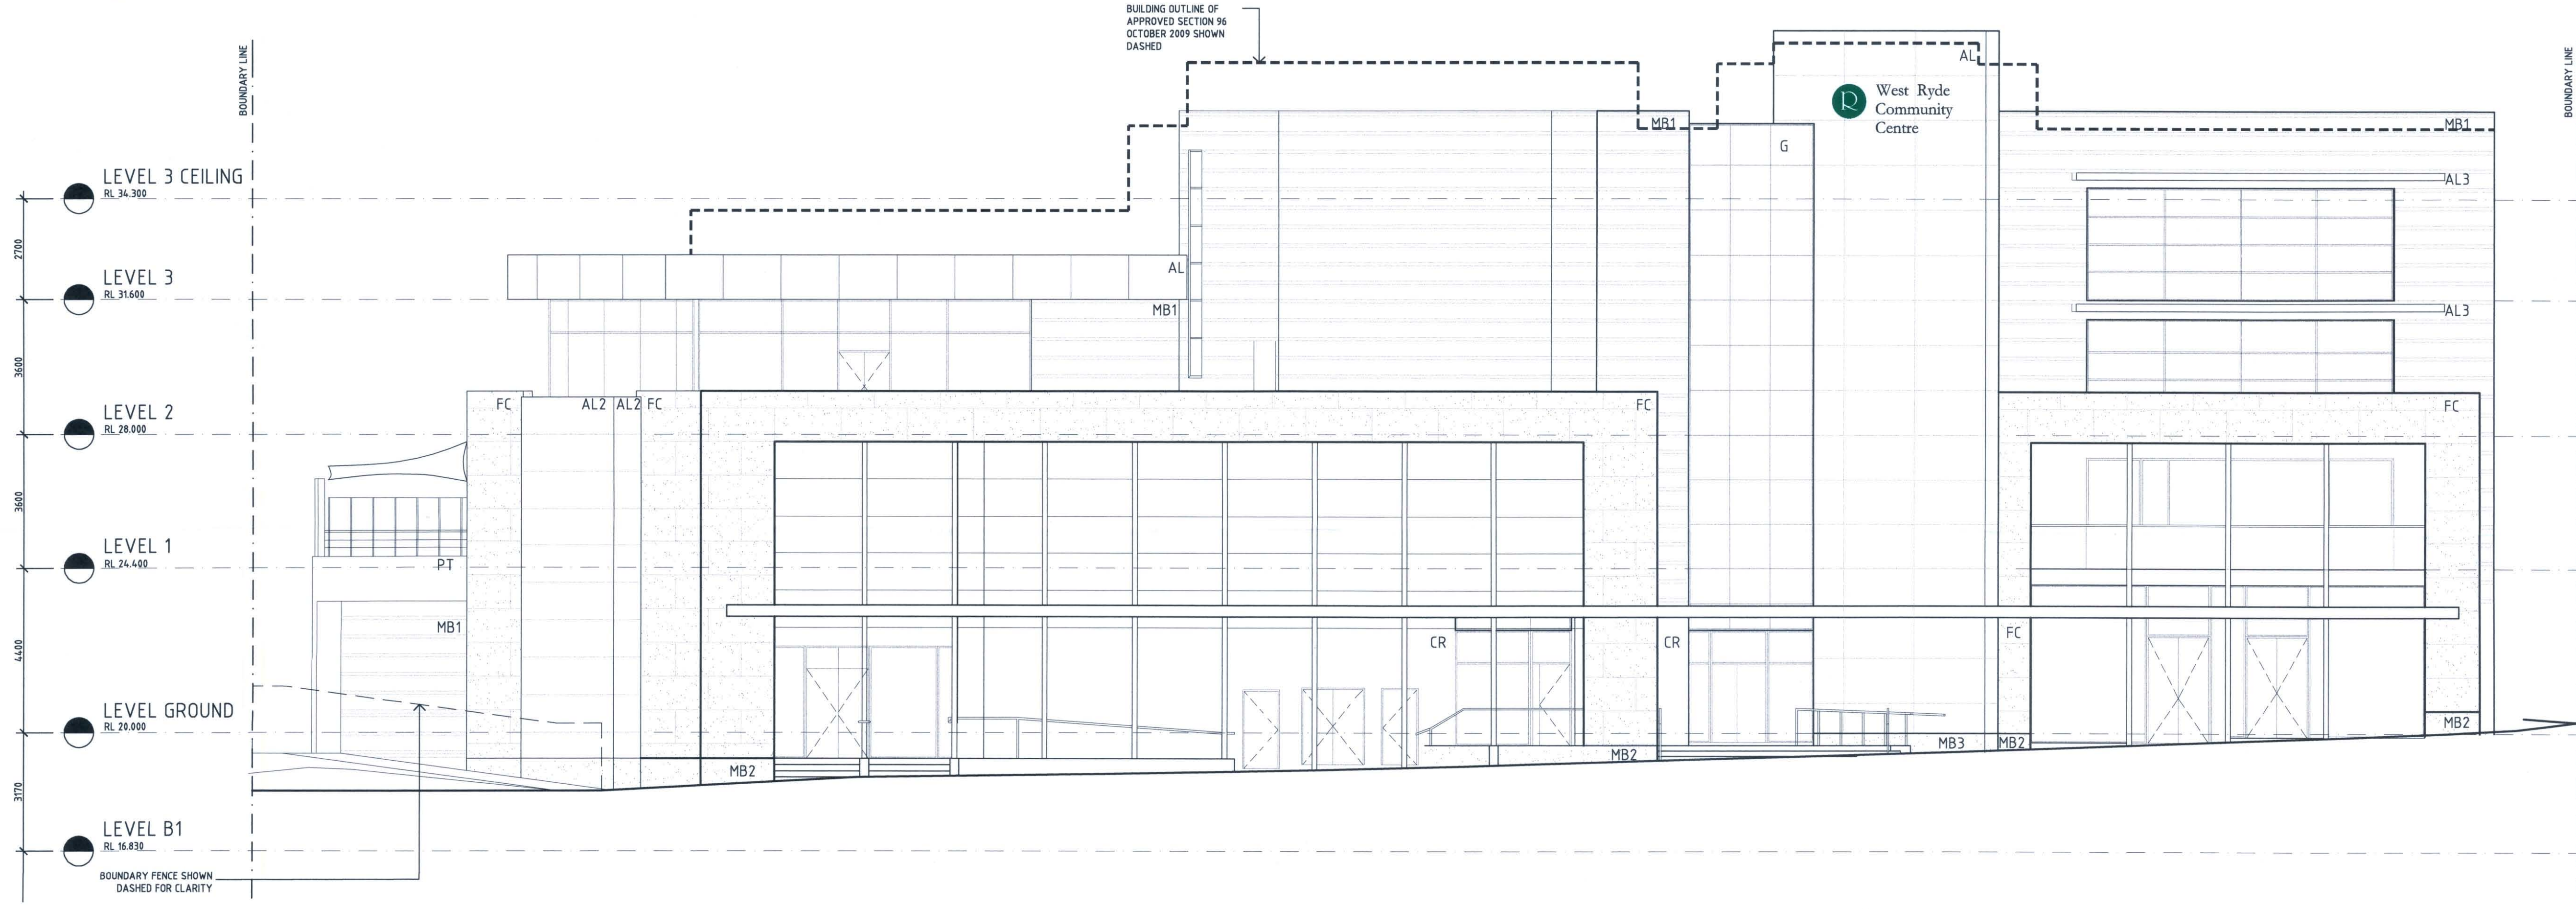 BUILDING OUTLINE OF
APPROVED SECTION 96
OCTOBER 2009 SHOWN
DASHED
BOUNDARY LINE
BOUNDARY LINE
AL
R
West Ryde
Community
Centre
MB1
MB1
G
LEVEL 3 CEILING
RL 34.300
AL3
2700
AL
LEVEL 3
RL 31.600
MB1
AL3
3600
LEVEL 2
RL 28.000
FC
AL2
AL2
FC
FC
FC
3600
LEVEL 1
RL 24.400
PT
MB1
CR
CR
FC
4400
LEVEL GROUND
RL 20.000
MB2
MB2
MB2
MB3
MB2
3170
LEVEL B1
RL 16.830
BOUNDARY FENCE SHOWN
DASHED FOR CLARITY